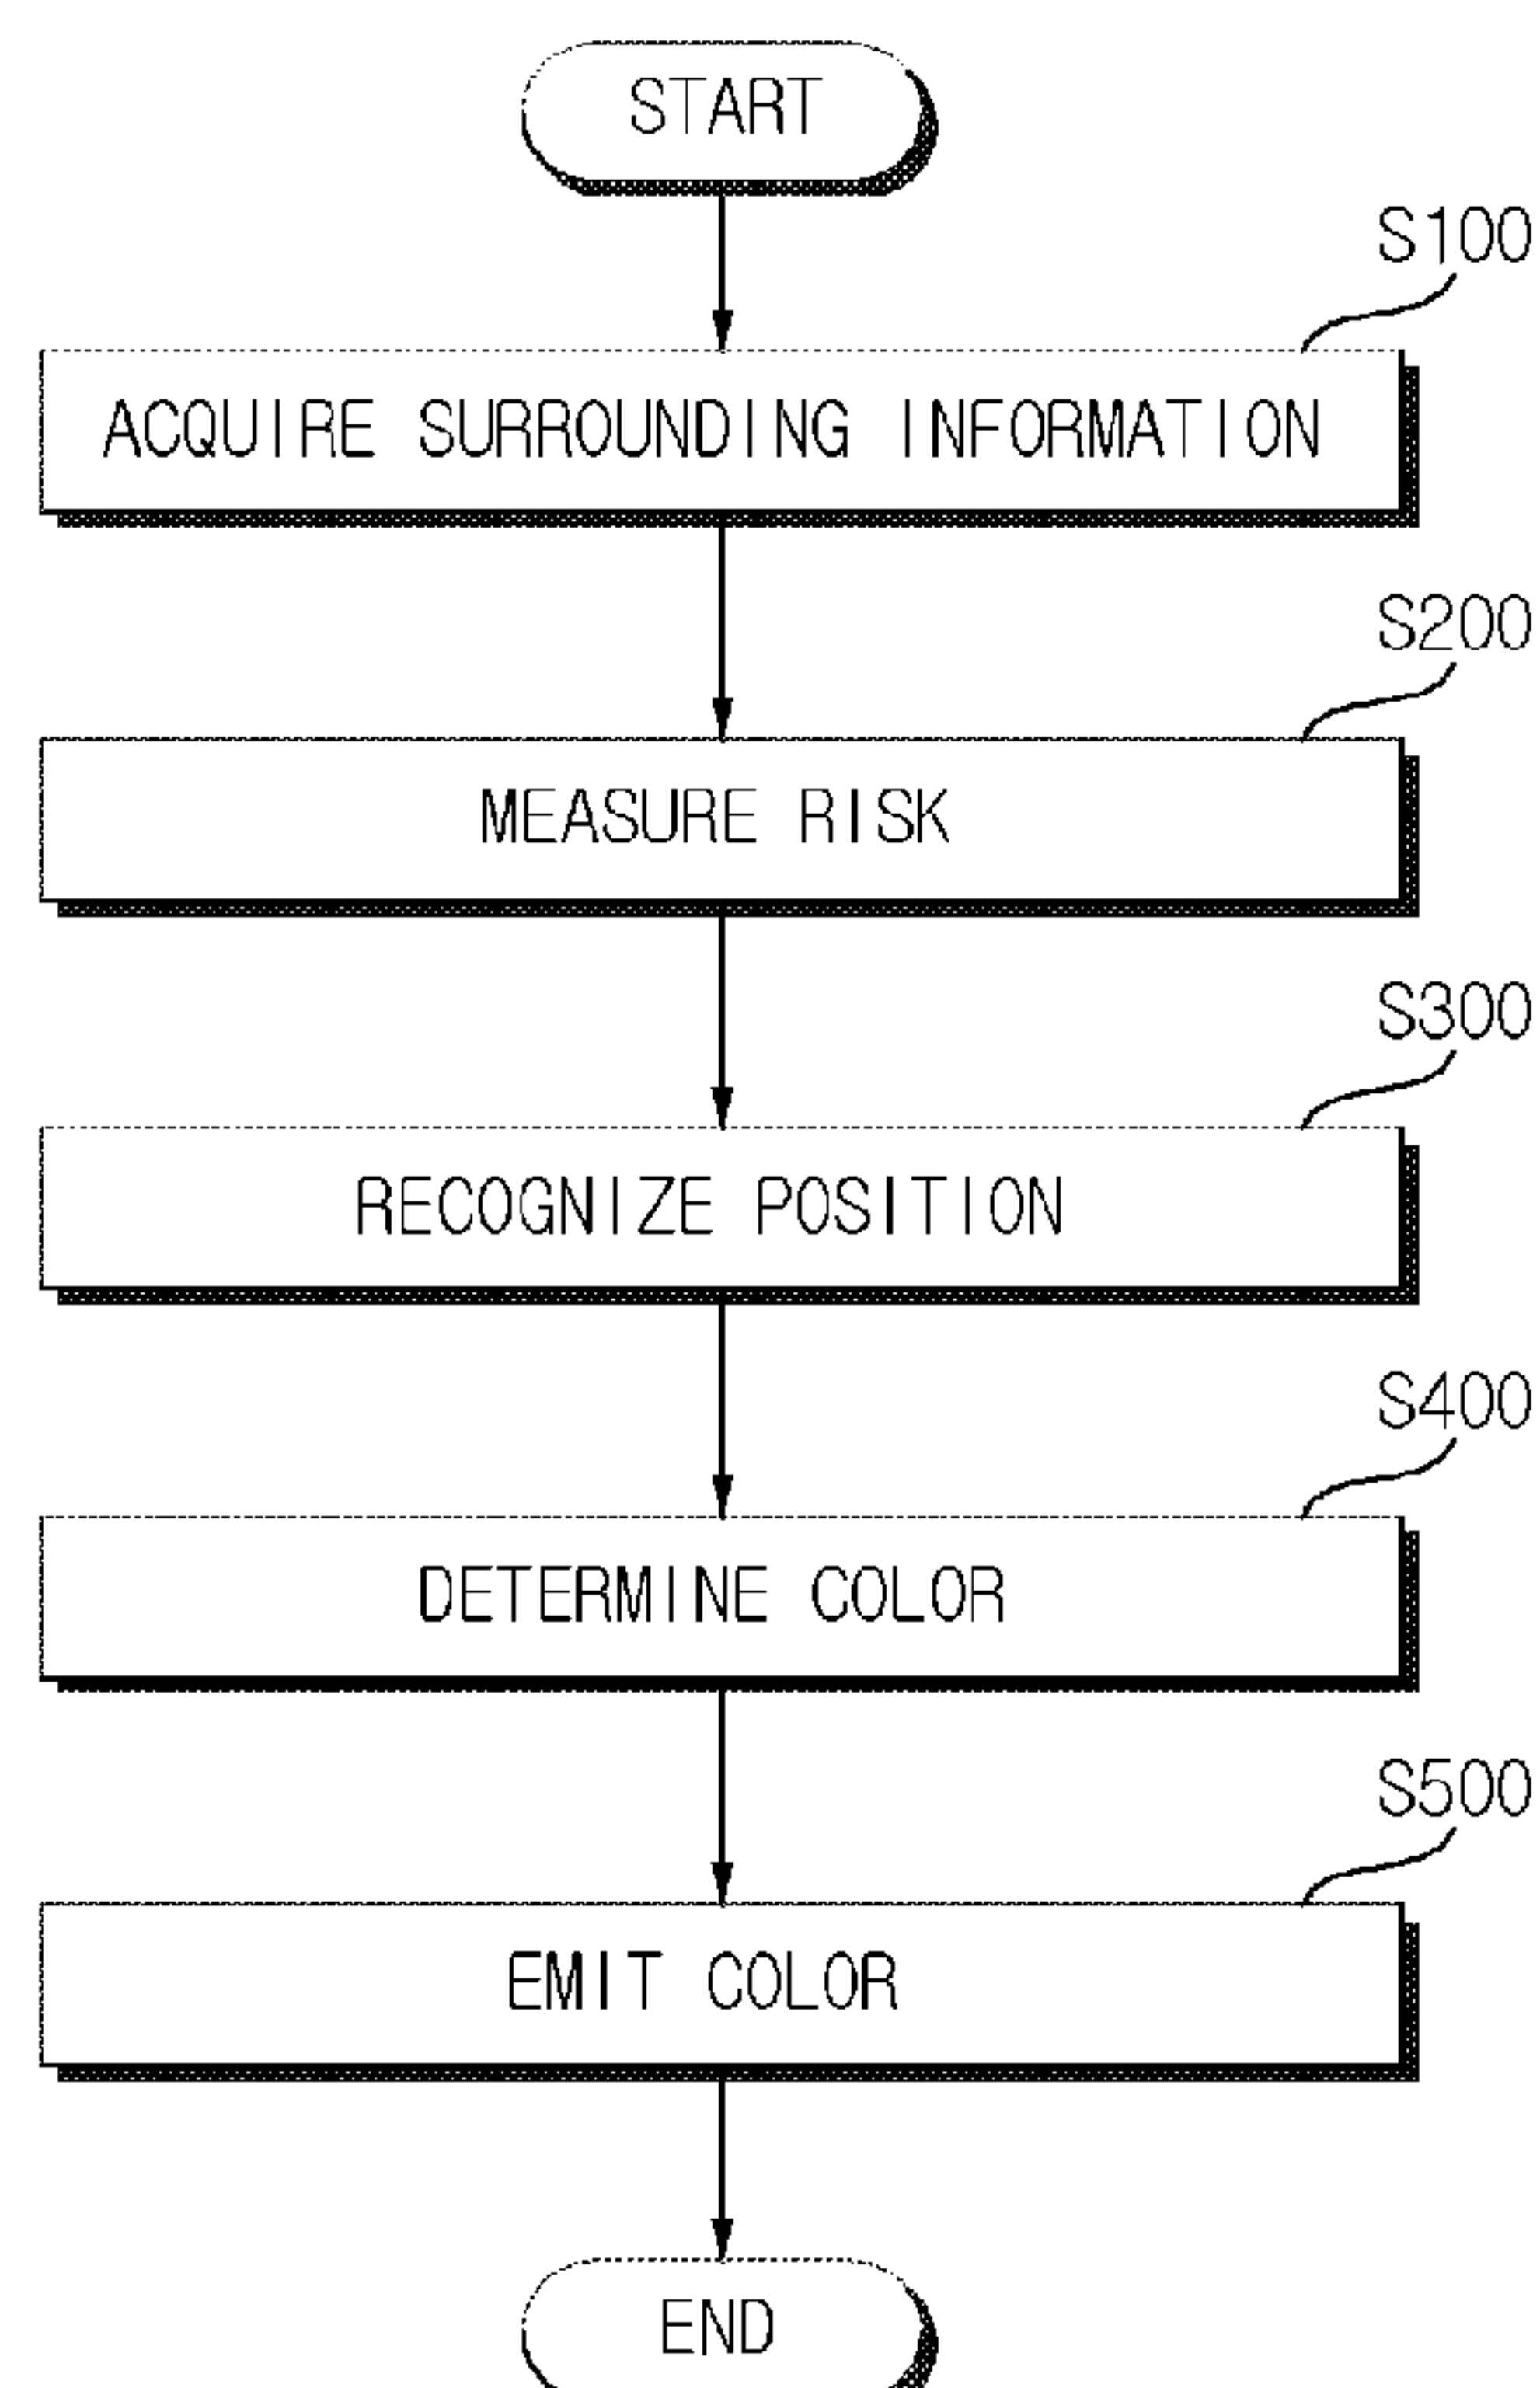 START
S100
ACQUIRE SURROUNDING INFORMATION
S200
MEASURE RISK
S300
RECOGNIZE POSITION
S400
DETERMINE COLOR
S500
EMIT COLOR
END